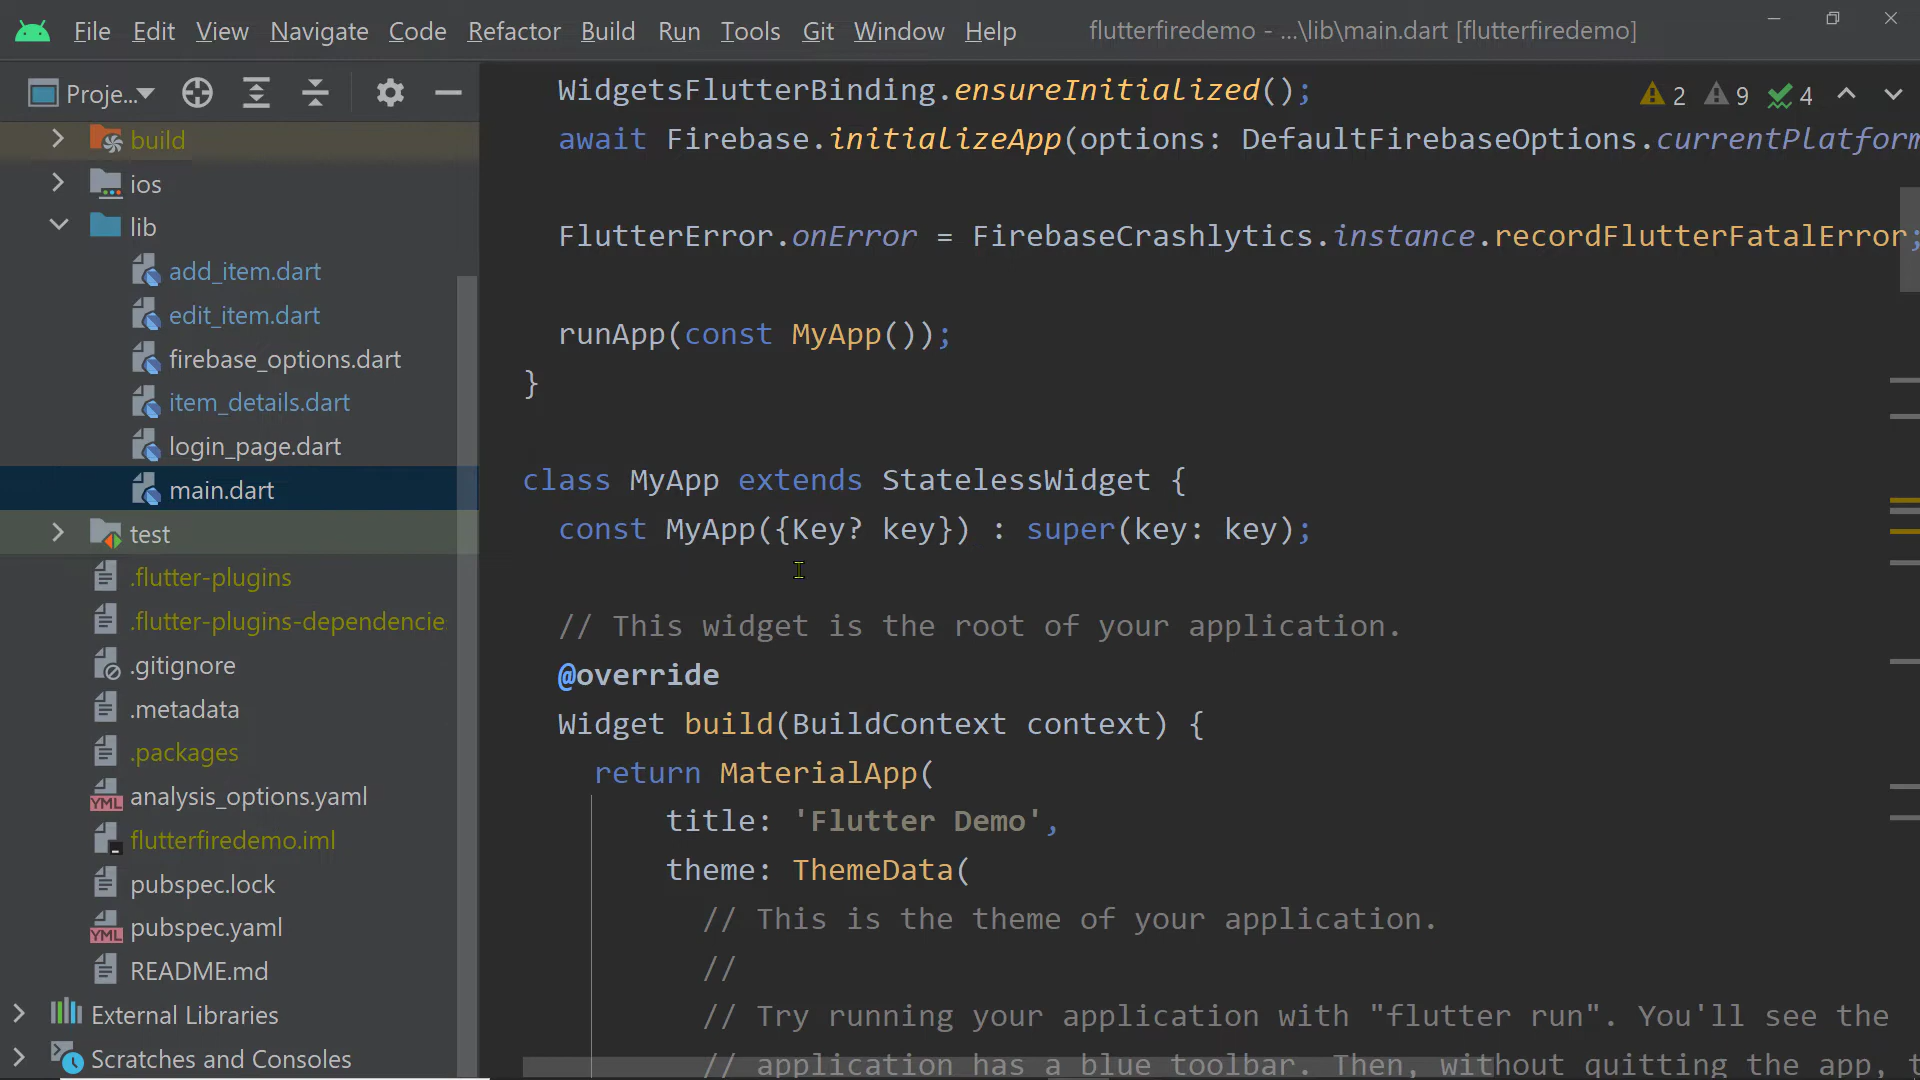 File Edit View Navigate Code Refactor Build Run Tools Git Window Help flutterfiredemo - ...\lib\main.dart [flutterfiredemo]
Proje...
build
ios
lib
add_item.dart
edit_item.dart
firebase_options.dart
item_details.dart
login_page.dart
main.dart
test
.flutter-plugins
.flutter-plugins-dependencie
.gitignore
.metadata
.packages
analysis_options.yaml
flutterfiredemo.iml
pubspec.lock
pubspec.yaml
README.md
External Libraries
Scratches and Consoles
2 9 4
WidgetsFlutterBinding.ensureInitialized();
await Firebase.initializeApp(options: DefaultFirebaseOptions.currentPlatform
FlutterError.onError = FirebaseCrashlytics.instance.recordFlutterFatalError;
runApp(const MyApp());
}
class MyApp extends StatelessWidget {
const MyApp({Key? key}) : super(key: key);
// This widget is the root of your application.
@override
Widget build(BuildContext context) {
return MaterialApp(
title: 'Flutter Demo',
theme: ThemeData(
// This is the theme of your application.
//
// Try running your application with "flutter run". You'll see the
// application has a blue toolbar. Then, without quitting the app, t